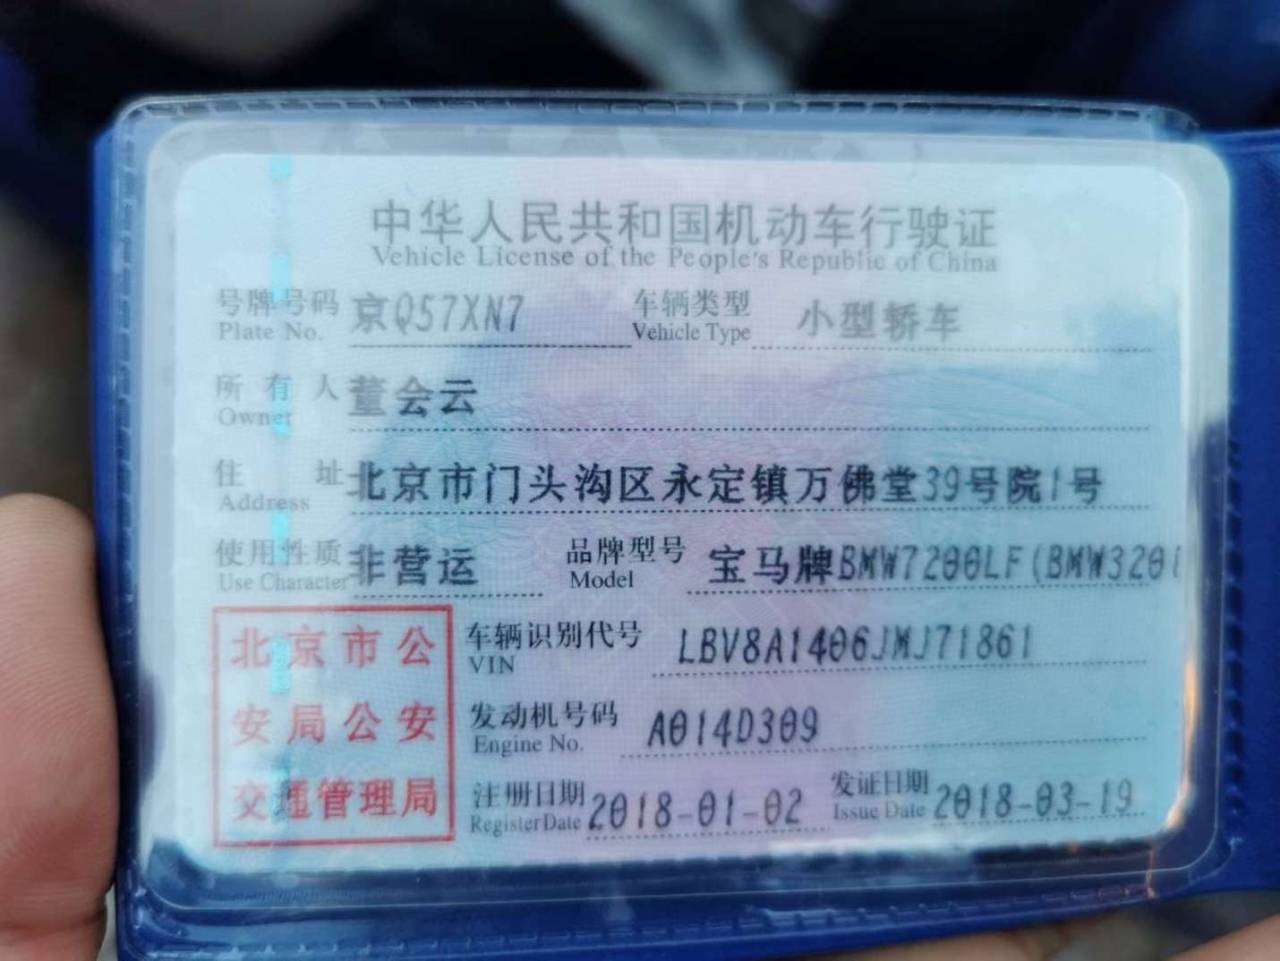 中华人民共和国机动车行驶证
Vehicle License of the People's Republic of China
号牌号码 京Q57XN7 车辆类型 小型轿车
Plate No. Vehicle Type
所有人 董会云
Owner
住址 北京市门头沟区永定镇万佛堂39号院1号
Address
使用性质 非营运 品牌型号 宝马牌BMW7200LF(BMW320
Use Character Model
北京市公
安局公安
交通管理局
车辆识别代号 LBV8A1406JMJ71861
VIN
发动机号码 A014D309
Engine No.
注册日期 2018-01-02 发证日期 2018-03-19
Register Date Issue Date